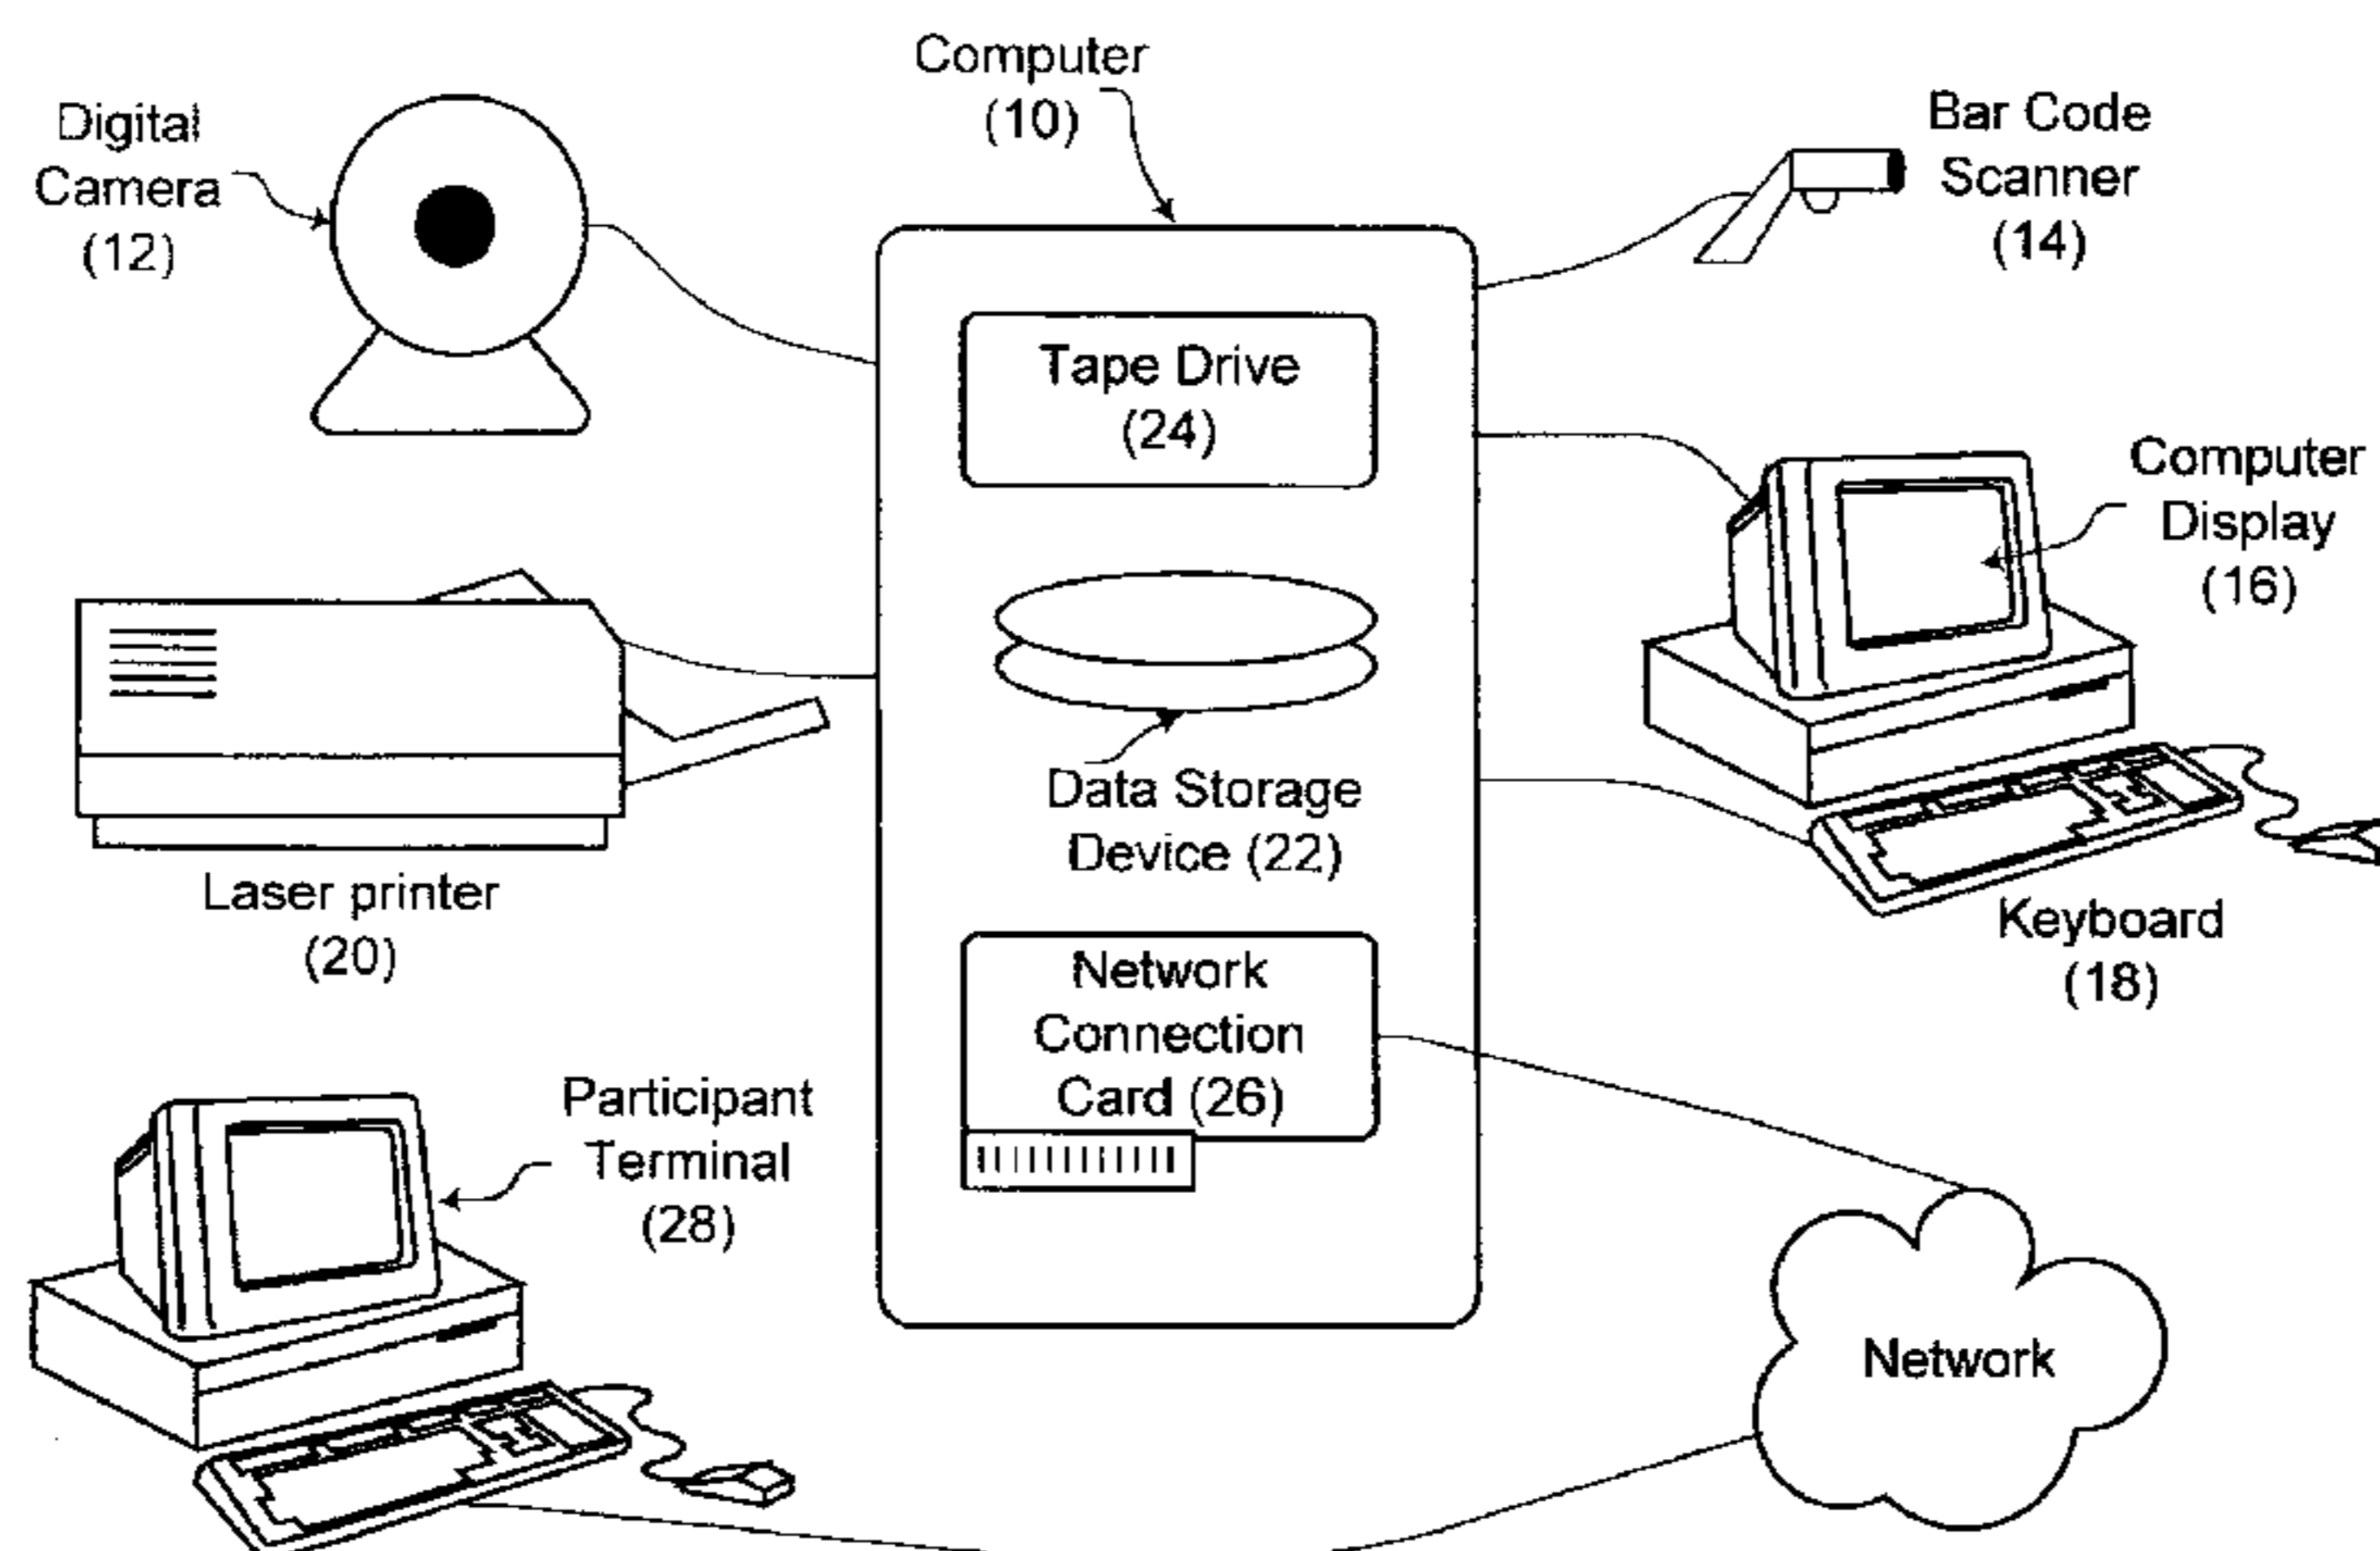 Computer
(10)
Digital
Camera
(12)
Bar Code
Scanner
(14)
Tape Drive
(24)
Computer
Display
(16)
Data Storage
Device (22)
Laser printer
(20)
Keyboard
(18)
Network
Connection
Card (26)
Participant
Terminal
(28)
Network